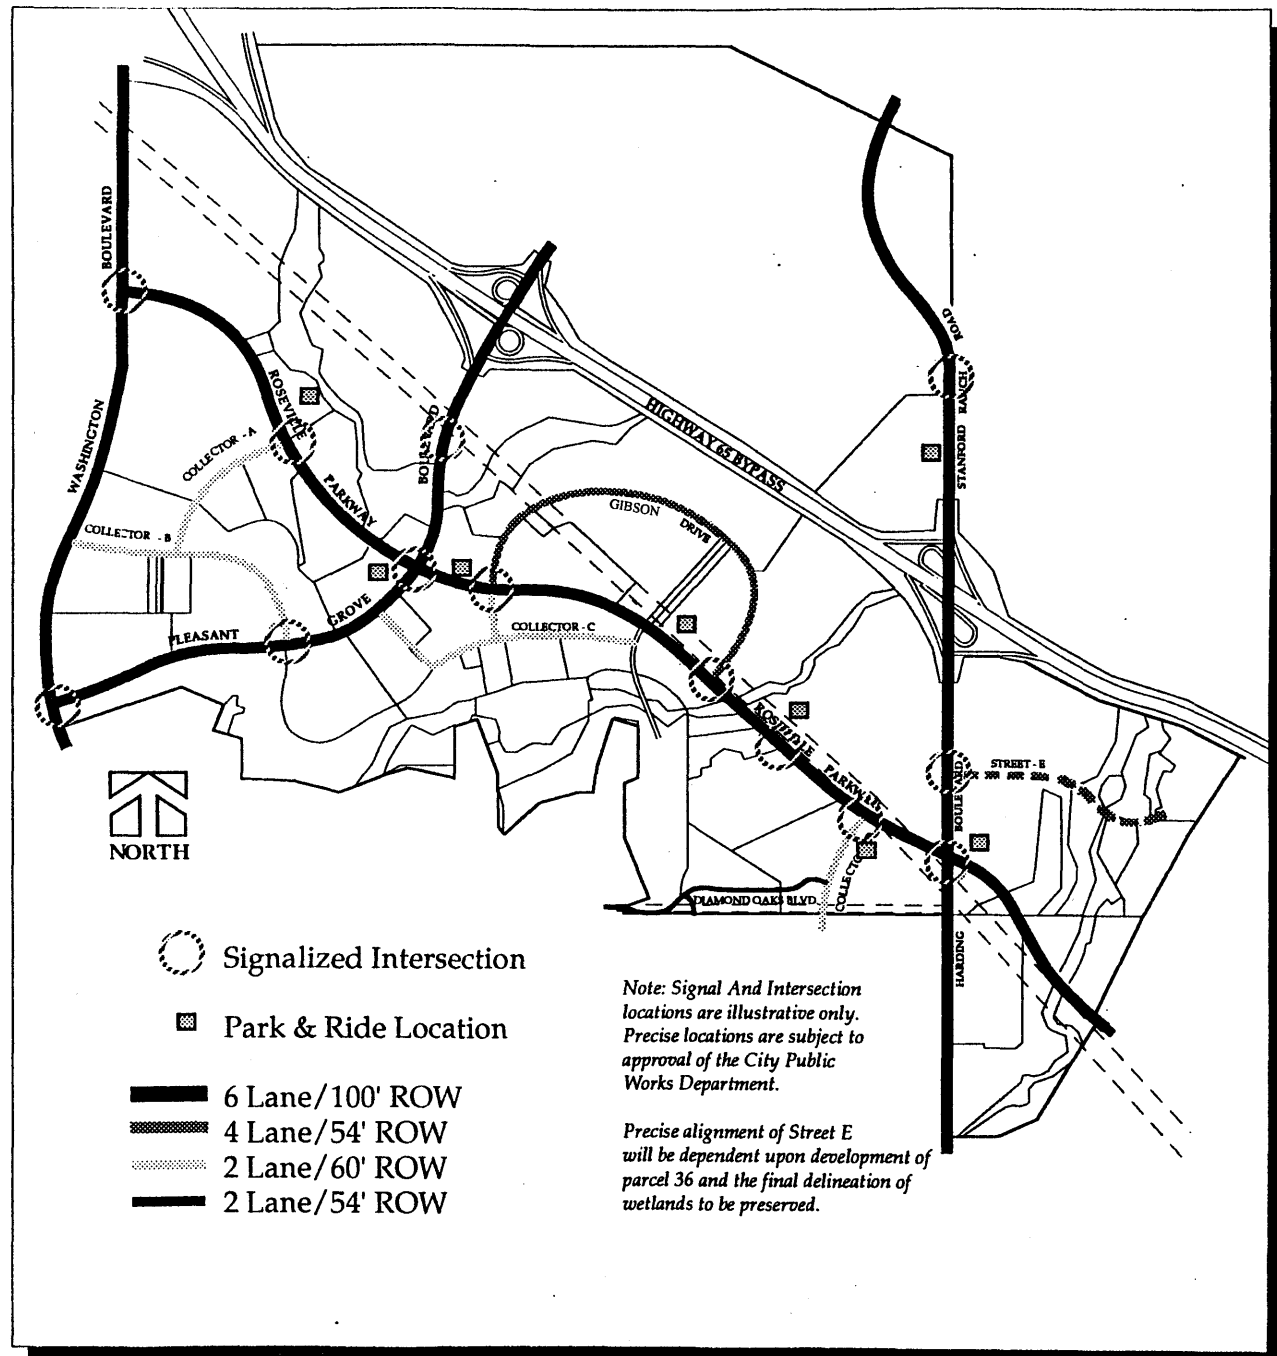 BOULEVARD
WASHINGTON
ROSEVILLE
PARKWAY
COLLECTOR - A
COLLECTOR - B
PLEASANT
GROVE
BOULEVARD
HIGHWAY 65 BYPASS
GIBSON
DRIVE
COLLECTOR - C
ROAD
STANFORD RANCH
ROSEVILLE
PARKWAY
STREET - E
BOULEVARD
HARDING
DIAMOND OAKS BLVD.
NORTH
Signalized Intersection
Park & Ride Location
6 Lane/100' ROW
4 Lane/54' ROW
2 Lane/60' ROW
2 Lane/54' ROW
Note: Signal And Intersection
locations are illustrative only.
Precise locations are subject to
approval of the City Public
Works Department.
Precise alignment of Street E
will be dependent upon development of
parcel 36 and the final delineation of
wetlands to be preserved.